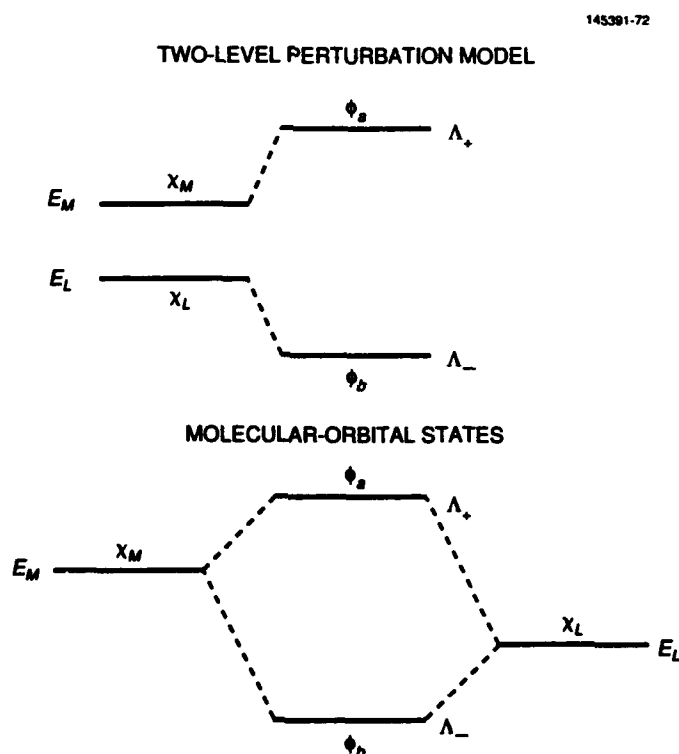 145391-72
TWO-LEVEL PERTURBATION MODEL
ϕa
Λ+
χM
EM
EL
χL
Λ−
ϕb
MOLECULAR-ORBITAL STATES
ϕa
Λ+
χM
EM
χL
EL
Λ−
ϕb